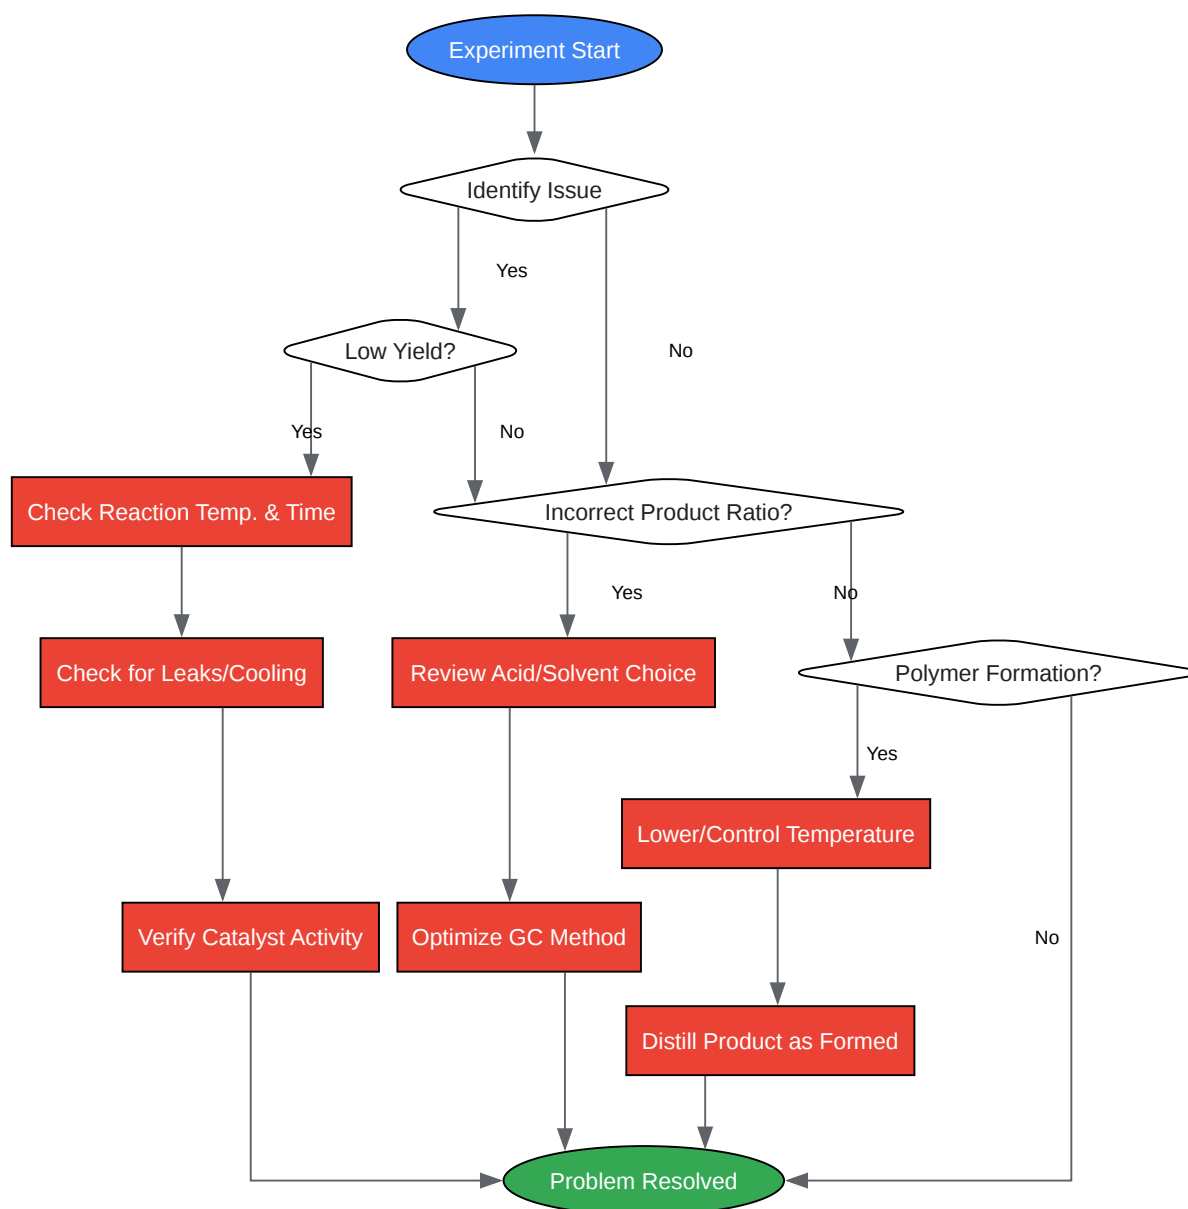 Experiment Start
Identify Issue
Yes
Low Yield?
No
Yes
No
Check Reaction Temp. & Time
Incorrect Product Ratio?
Yes
No
Check for Leaks/Cooling
Review Acid/Solvent Choice
Polymer Formation?
Yes
Lower/Control Temperature
Verify Catalyst Activity
Optimize GC Method
No
Distill Product as Formed
Problem Resolved